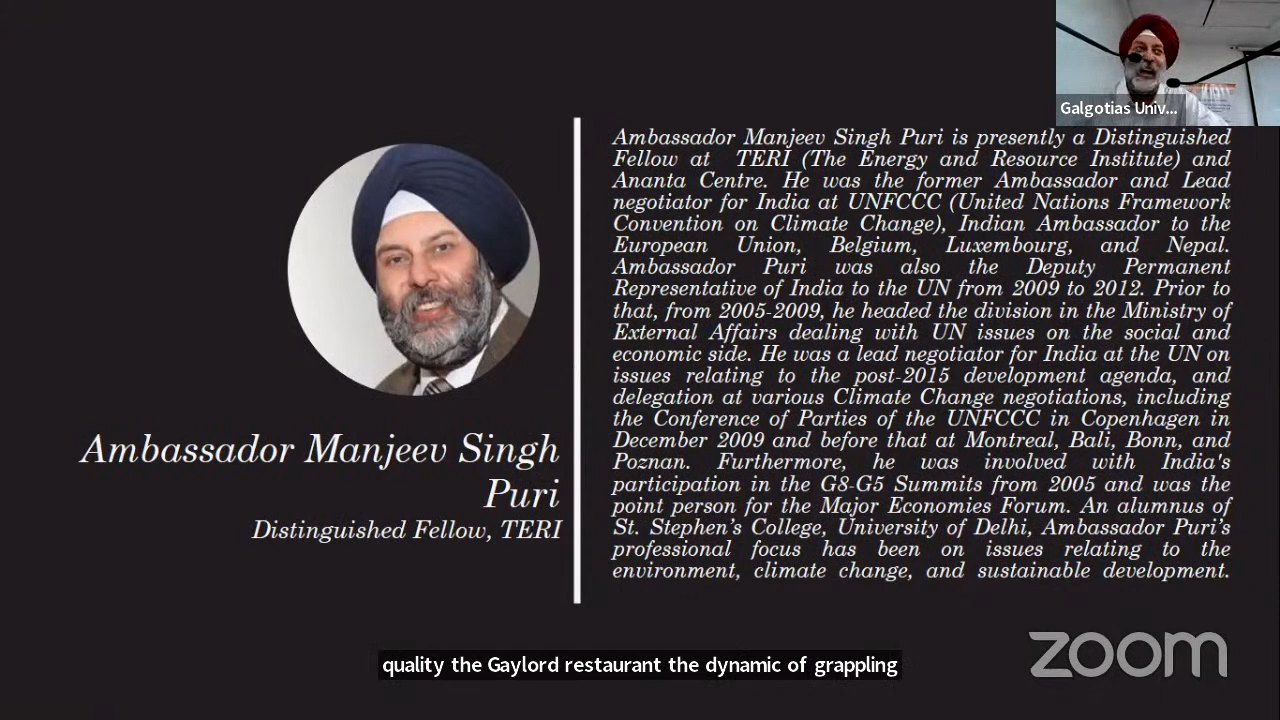 Galgotias Univ...
Ambassador Manjeev Singh Puri is presently a Distinguished
Fellow at TERI (The Energy and Resource Institute) and
Ananta Centre. He was the former Ambassador and Lead
negotiator for India at UNFCCC (United Nations Framework
Convention on Climate Change), Indian Ambassador to the
European Union, Belgium, Luxembourg, and Nepal.
Ambassador Puri was also the Deputy Permanent
Representative of India to the UN from 2009 to 2012. Prior to
that, from 2005-2009, he headed the division in the Ministry of
External Affairs dealing with UN issues on the social and
economic side. He was a lead negotiator for India at the UN on
issues relating to the post-2015 development agenda, and
delegation at various Climate Change negotiations, including
the Conference of Parties of the UNFCCC in Copenhagen in
December 2009 and before that at Montreal, Bali, Bonn, and
Poznan. Furthermore, he was involved with India's
participation in the G8-G5 Summits from 2005 and was the
point person for the Major Economies Forum. An alumnus of
St. Stephen's College, University of Delhi, Ambassador Puri's
professional focus has been on issues relating to the
environment, climate change, and sustainable development.
Ambassador Manjeev Singh
Puri
Distinguished Fellow, TERI
quality the Gaylord restaurant the dynamic of grappling
zoom